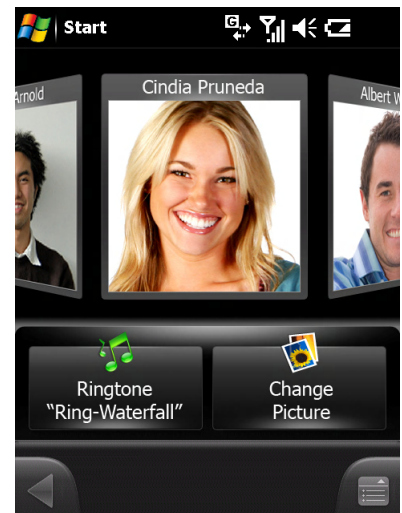 Start
G
Arnold
Cindia Pruneda
Albert W
Ringtone
"Ring-Waterfall"
Change
Picture